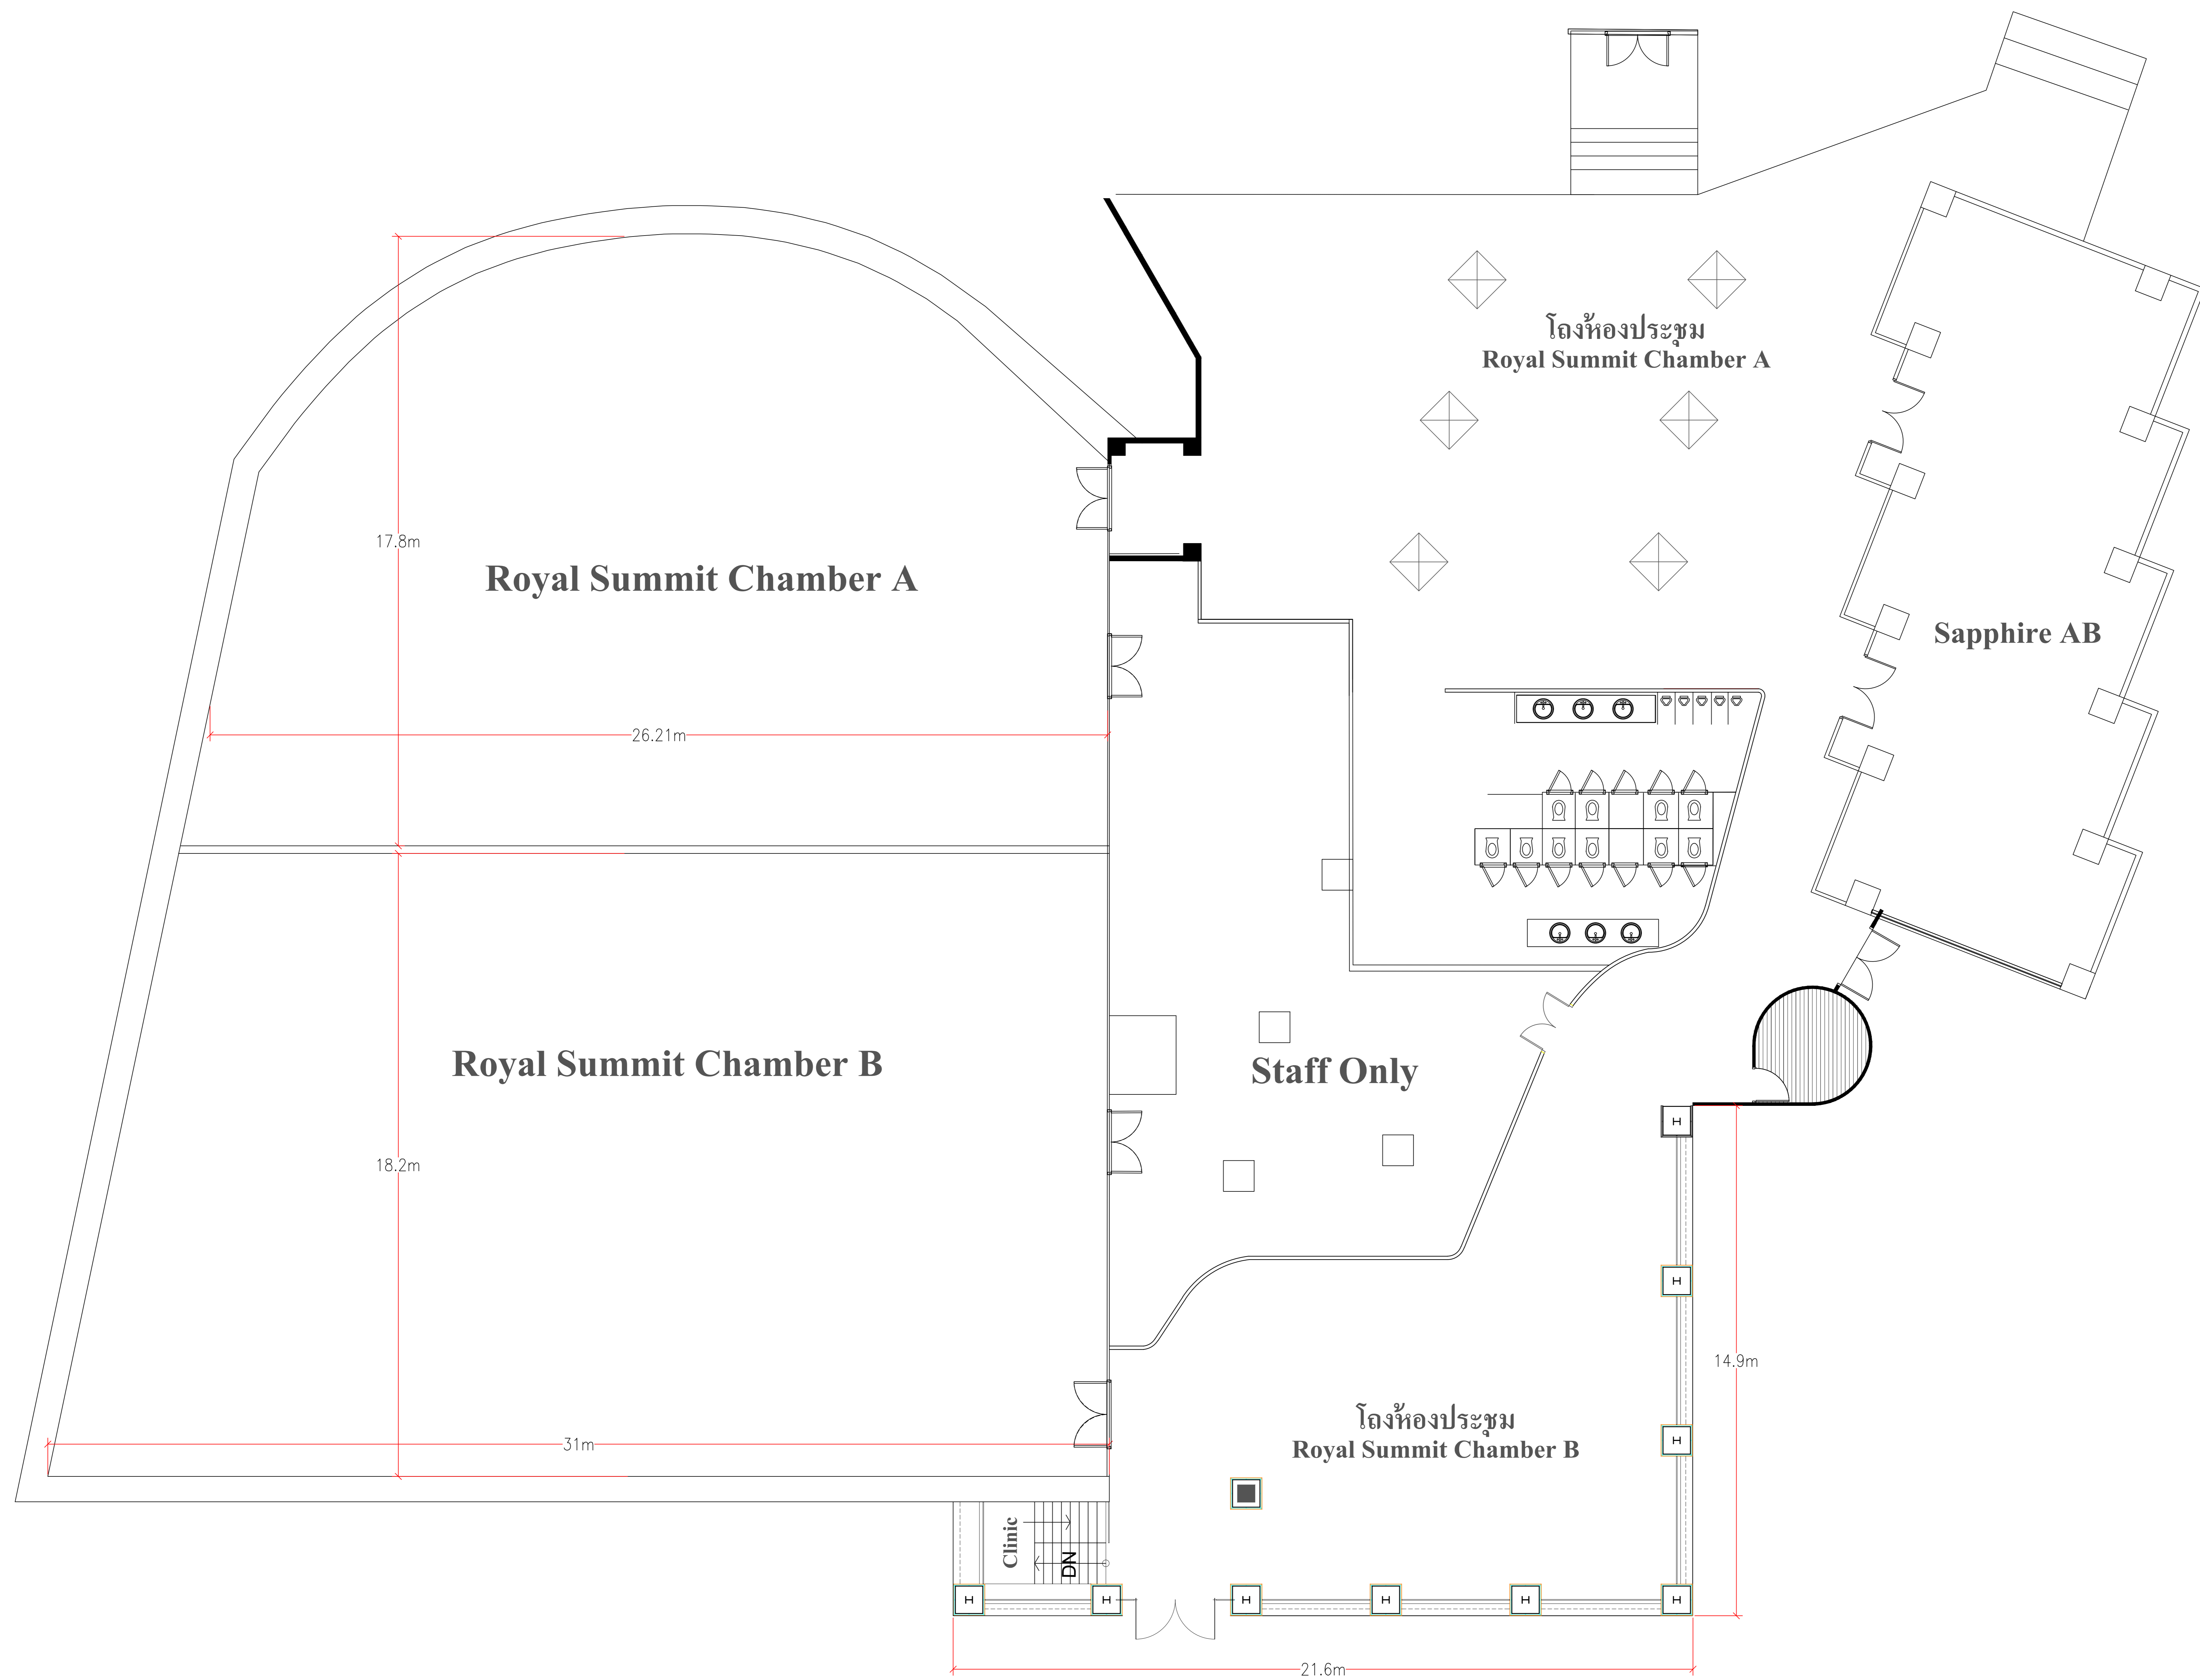 โถงห้องประชุม
Royal Summit Chamber A
17.8m
Royal Summit Chamber A
Sapphire AB
26.21m
Royal Summit Chamber B
Staff Only
18.2m
H
H
14.9m
โถงห้องประชุม
Royal Summit Chamber B
31m
H
Clinic
DN
H
H
H
H
H
H
21.6m